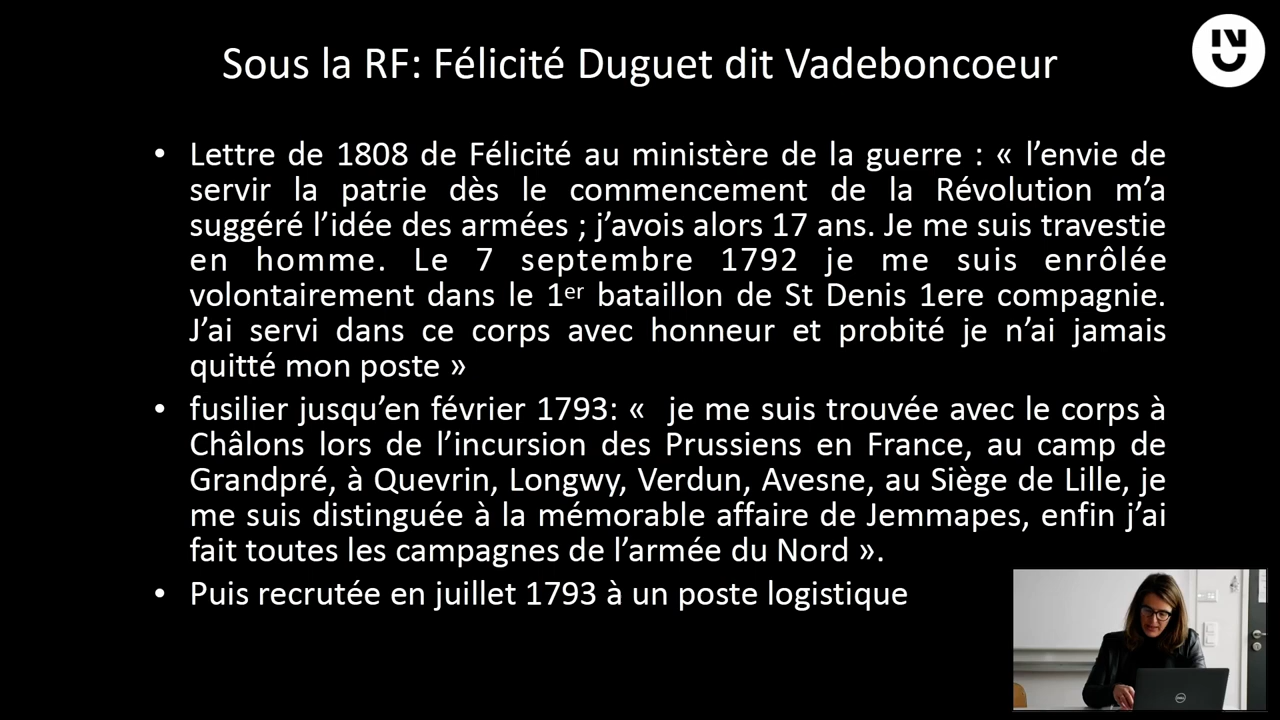 Sous la RF: Félicité Duguet dit Vadeboncoeur
• Lettre de 1808 de Félicité au ministère de la guerre : « l’envie de
servir la patrie dès le commencement de la Révolution m’a
suggéré l’idée des armées ; j’avois alors 17 ans. Je me suis travestie
en homme. Le 7 septembre 1792 je me suis enrôlée
volontairement dans le 1er bataillon de St Denis 1ere compagnie.
J’ai servi dans ce corps avec honneur et probité je n’ai jamais
quitté mon poste »
• fusilier jusqu’en février 1793: «  je me suis trouvée avec le corps à
Châlons lors de l’incursion des Prussiens en France, au camp de
Grandpré, à Quevrin, Longwy, Verdun, Avesne, au Siège de Lille, je
me suis distinguée à la mémorable affaire de Jemmapes, enfin j’ai
fait toutes les campagnes de l’armée du Nord ».
• Puis recrutée en juillet 1793 à un poste logistique
DELL